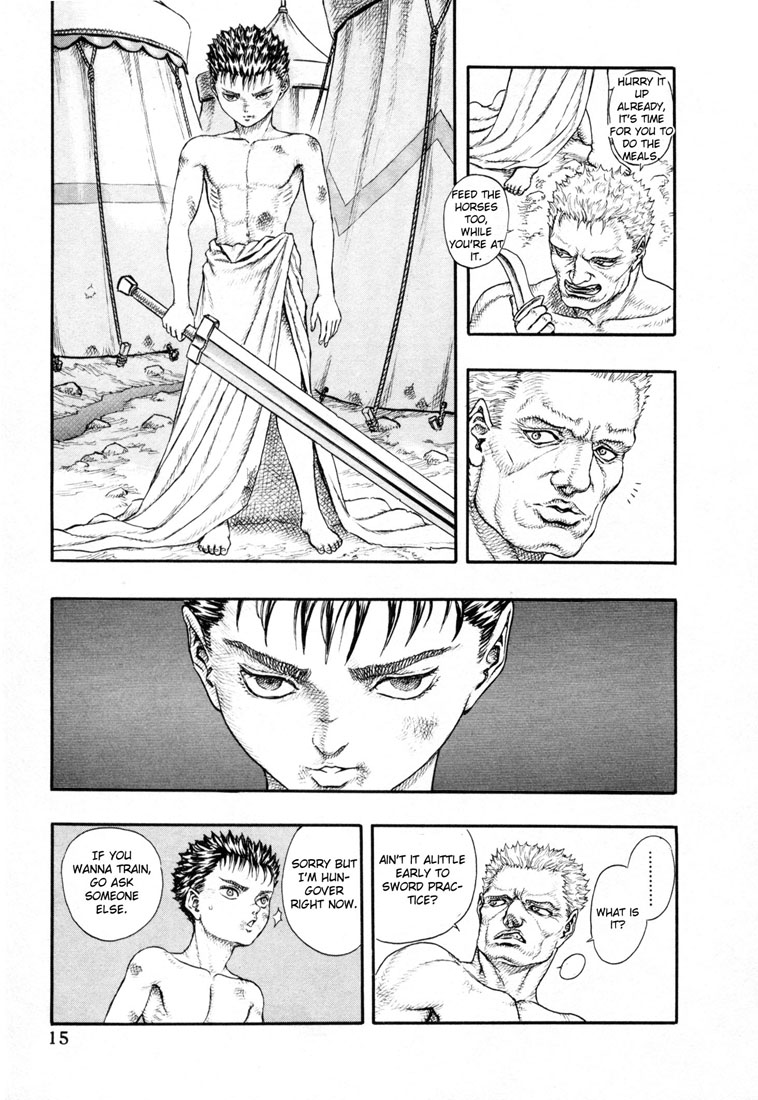 HURRY IT
UP
ALREADY,
IT'S TIME
FOR YOU TO
DO THE
MEALS.
FEED THE
HORSES
TOO,
WHILE
YOU'RE AT
IT.
.........
WHAT IS
IT?
AIN'T IT ALITTLE
EARLY TO
SWORD PRAC-
TICE?
SORRY BUT
I'M HUN-
GOVER
RIGHT NOW.
IF YOU
WANNA TRAIN,
GO ASK
SOMEONE
ELSE.
15